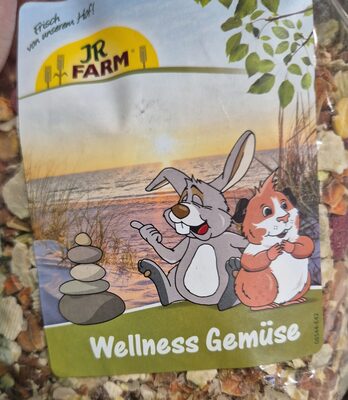 Frisch
von unserem Hof!
JR
FARM
Wellness Gemüse